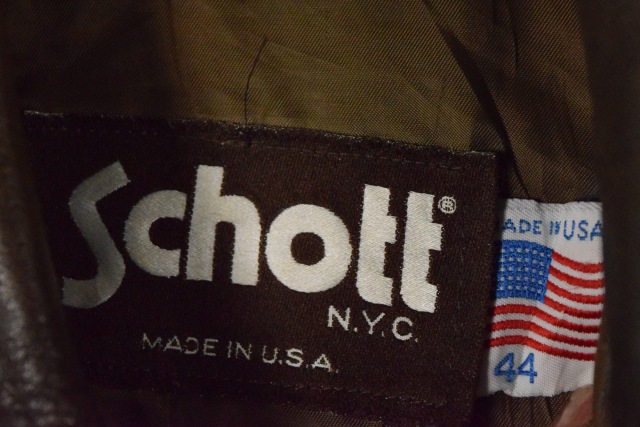 Schott®
N.Y.C.
MADE IN U.S.A.
ADE IN USA
44